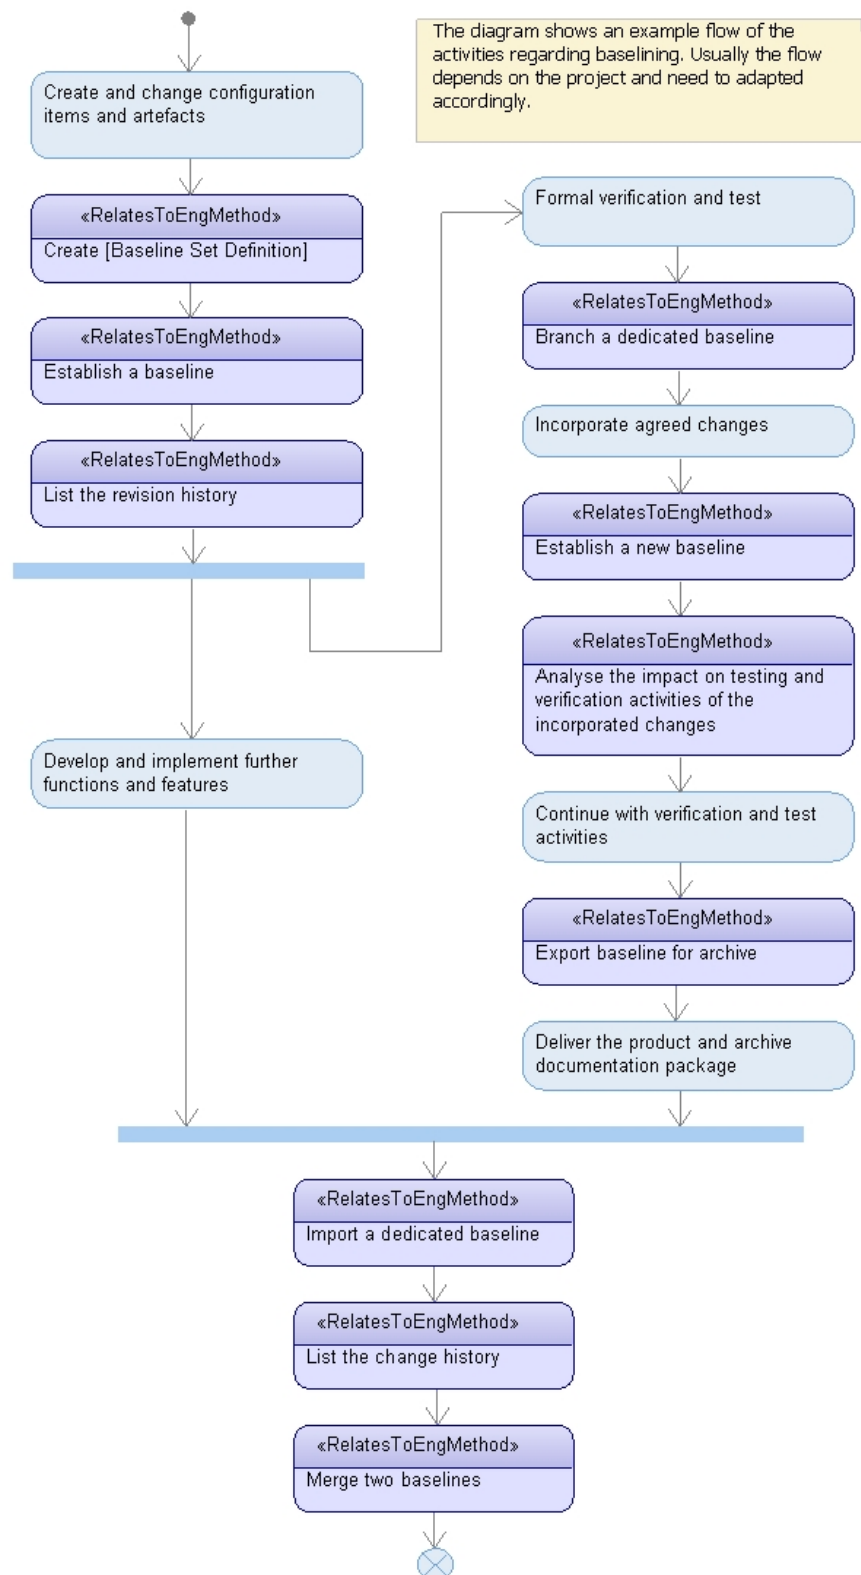 The diagram shows an example flow of the
activities regarding baselining. Usually the flow
depends on the project and need to adapted
accordingly.
Create and change configuration
items and artefacts
«RelatesToEngMethod»
Create [Baseline Set Definition]
«RelatesToEngMethod»
Establish a baseline
«RelatesToEngMethod»
List the revision history
Develop and implement further
functions and features
Formal verification and test
«RelatesToEngMethod»
Branch a dedicated baseline
Incorporate agreed changes
«RelatesToEngMethod»
Establish a new baseline
«RelatesToEngMethod»
Analyse the impact on testing and
verification activities of the
incorporated changes
Continue with verification and test
activities
«RelatesToEngMethod»
Export baseline for archive
Deliver the product and archive
documentation package
«RelatesToEngMethod»
Import a dedicated baseline
«RelatesToEngMethod»
List the change history
«RelatesToEngMethod»
Merge two baselines